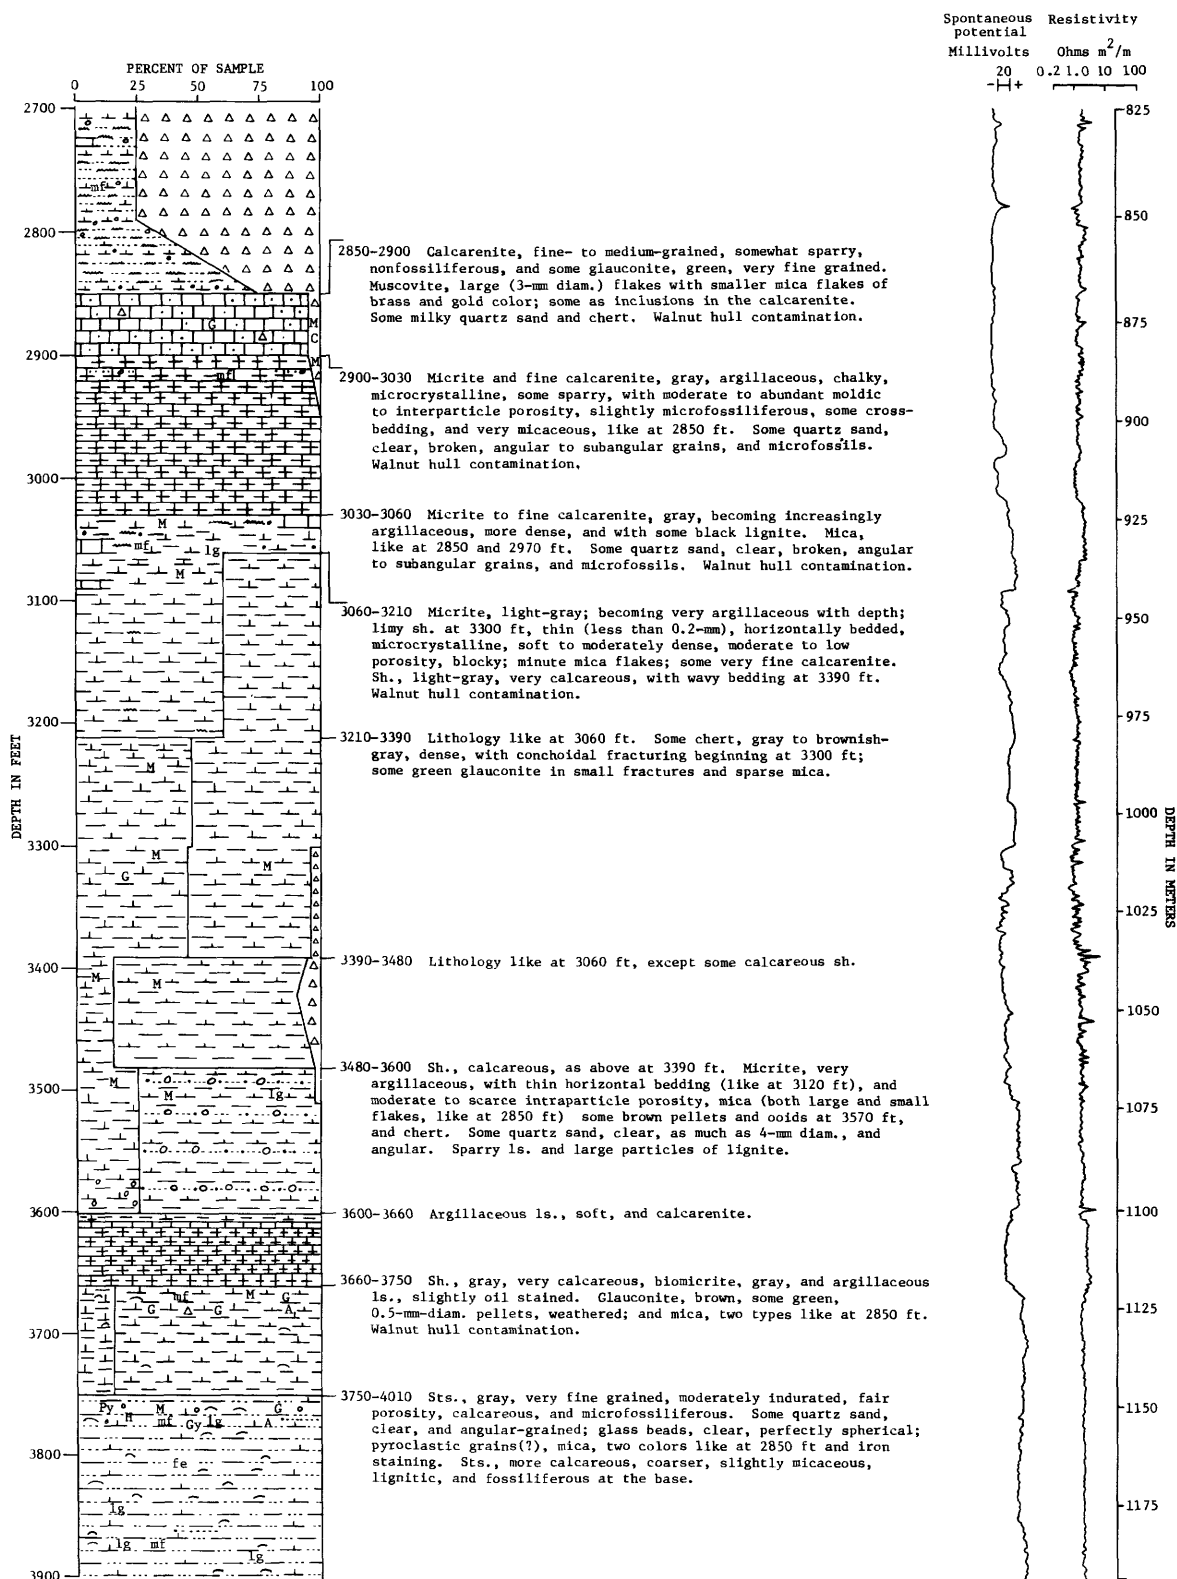 Spontaneous Resistivity
potential
Millivolts Ohms m2/m
20 0.2 1.0 10 100
- +
PERCENT OF SAMPLE
0 25 50 75 100
2700
825
mf
2800
850
2850-2900 Calcarenite, fine- to medium-grained, somewhat sparry,
nonfossiliferous, and some glauconite, green, very fine grained.
Muscovite, large (3-mm diam.) flakes with smaller mica flakes of
brass and gold color; some as inclusions in the calcarenite.
Some milky quartz sand and chert. Walnut hull contamination.
G M
C
875
2900
M
mf
2900-3030 Micrite and fine calcarenite, gray, argillaceous, chalky,
microcrystalline, some sparry, with moderate to abundant moldic
to interparticle porosity, slightly microfossiliferous, some cross-
bedding, and very micaceous, like at 2850 ft. Some quartz sand,
clear, broken, angular to subangular grains, and microfossils.
Walnut hull contamination.
900
3000
3030-3060 Micrite to fine calcarenite, gray, becoming increasingly
argillaceous, more dense, and with some black lignite. Mica,
like at 2850 and 2970 ft. Some quartz sand, clear, broken, angular
to subangular grains, and microfossils. Walnut hull contamination.
M
mf lg
M
925
3100
3060-3210 Micrite, light-gray; becoming very argillaceous with depth;
limy sh. at 3300 ft, thin (less than 0.2-mm), horizontally bedded,
microcrystalline, soft to moderately dense, moderate to low
porosity, blocky; minute mica flakes; some very fine calcarenite.
Sh., light-gray, very calcareous, with wavy bedding at 3390 ft.
Walnut hull contamination.
950
975
3200
3210-3390 Lithology like at 3060 ft. Some chert, gray to brownish-
gray, dense, with conchoidal fracturing beginning at 3300 ft;
some green glauconite in small fractures and sparse mica.
M
DEPTH IN FEET
1000
DEPTH IN METERS
3300
M
M
G
1025
3400
3390-3480 Lithology like at 3060 ft, except some calcareous sh.
M
M
1050
3480-3600 Sh., calcareous, as above at 3390 ft. Micrite, very
argillaceous, with thin horizontal bedding (like at 3120 ft), and
moderate to scarce intraparticle porosity, mica (both large and small
flakes, like at 2850 ft) some brown pellets and ooids at 3570 ft,
and chert. Some quartz sand, clear, as much as 4-mm diam., and
angular. Sparry ls. and large particles of lignite.
M
M lg
3500
1075
3600
3600-3660 Argillaceous ls., soft, and calcarenite.
1100
3660-3750 Sh., gray, very calcareous, biomicrite, gray, and argillaceous
ls., slightly oil stained. Glauconite, brown, some green,
0.5-mm-diam. pellets, weathered; and mica, two types like at 2850 ft.
Walnut hull contamination.
mf M G
G G A
1125
3700
3750-4010 Sts., gray, very fine grained, moderately indurated, fair
porosity, calcareous, and microfossiliferous. Some quartz sand,
clear, and angular-grained; glass beads, clear, perfectly spherical;
pyroclastic grains(?), mica, two colors like at 2850 ft and iron
staining. Sts., more calcareous, coarser, slightly micaceous,
lignitic, and fossiliferous at the base.
Py M G
H mf Gy lg A
1150
3800
fe
lg
1175
lg mf
lg
3900